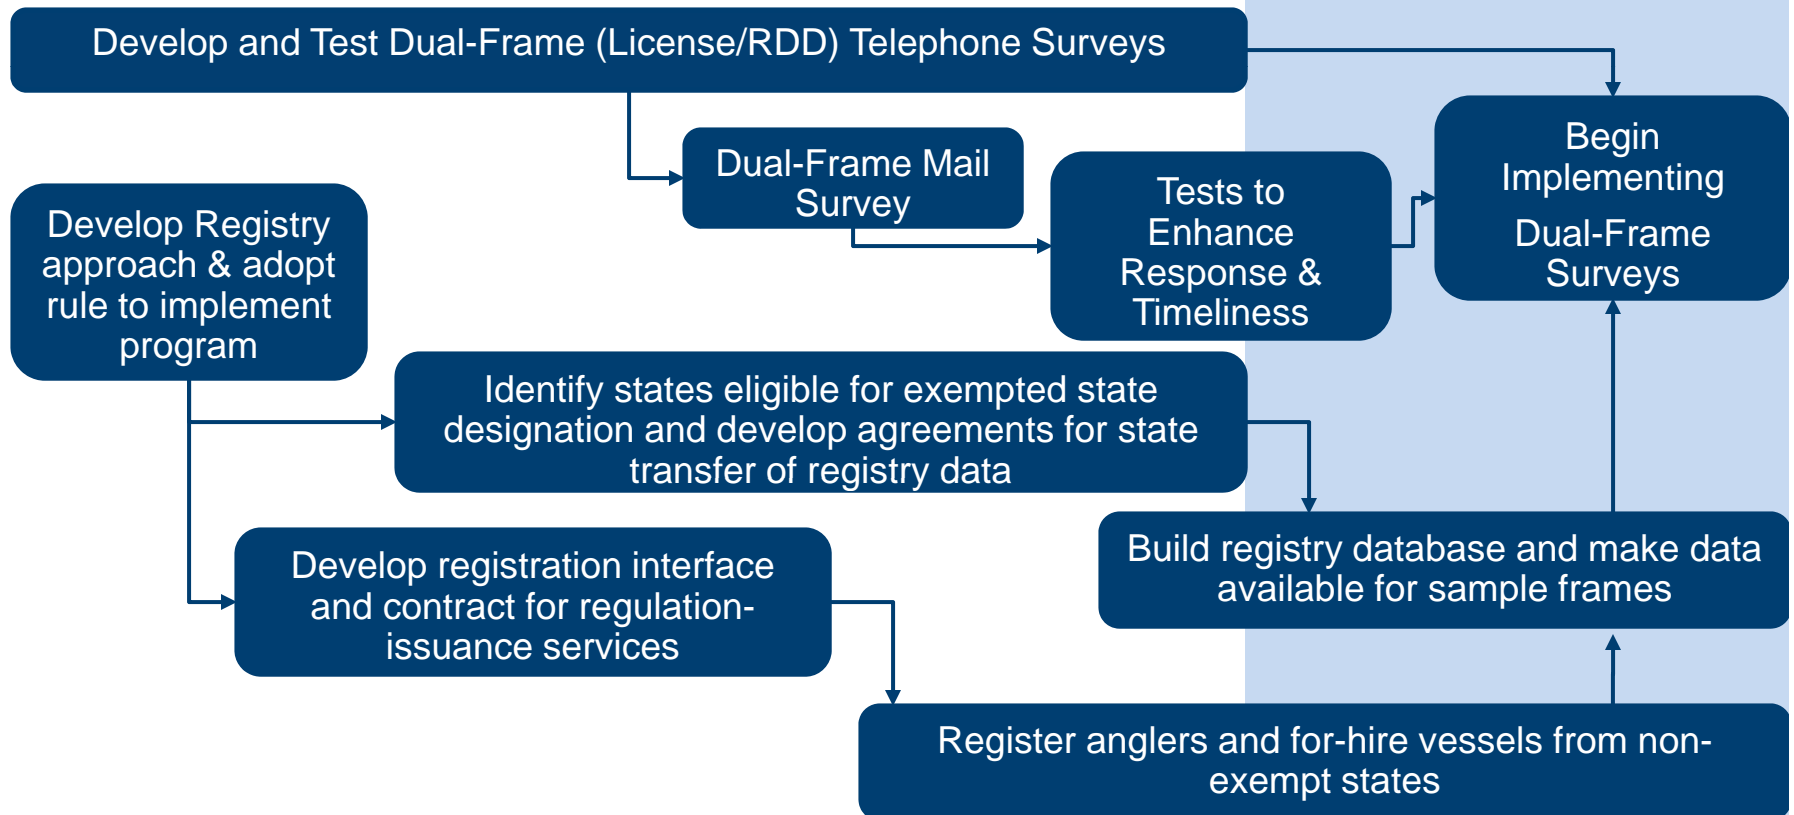 Develop and Test Dual-Frame (License/RDD) Telephone Surveys
Dual-Frame Mail
Survey
Tests to
Enhance
Response &
Timeliness
Begin
Implementing
Dual-Frame
Surveys
Develop Registry
approach & adopt
rule to implement
program
Identify states eligible for exempted state
designation and develop agreements for state
transfer of registry data
Develop registration interface
and contract for regulation-
issuance services
Build registry database and make data
available for sample frames
Register anglers and for-hire vessels from non-
exempt states